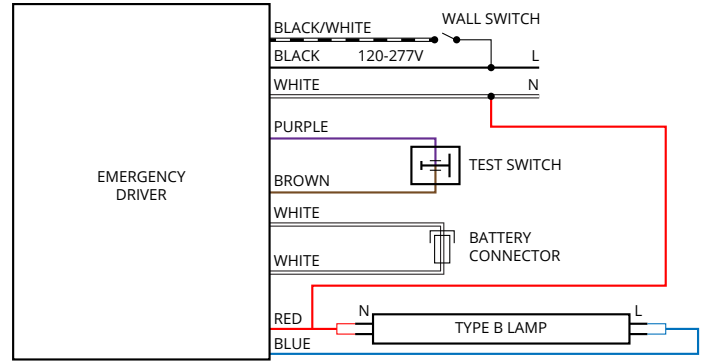 WALL SWITCH
BLACK/WHITE
BLACK 120-277V L
WHITE N
PURPLE
TEST SWITCH
EMERGENCY
DRIVER
BROWN
WHITE
BATTERY
CONNECTOR
WHITE
RED N L
TYPE B LAMP
BLUE